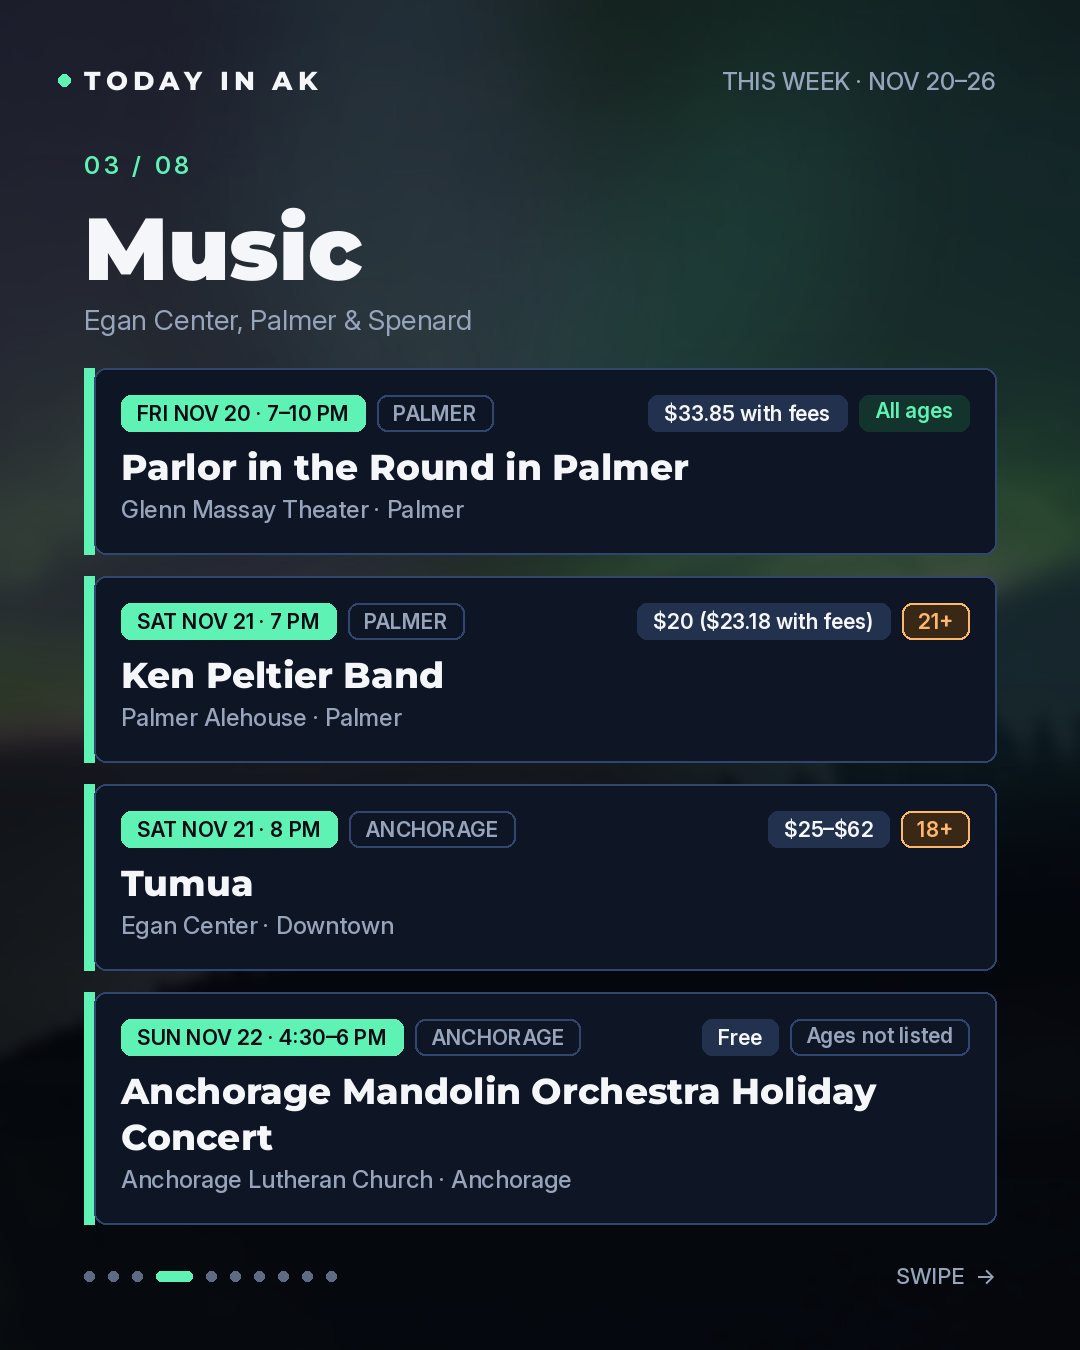 TODAY IN AK
THIS WEEK · NOV 20–26
03 / 08
Music
Egan Center, Palmer & Spenard
FRI NOV 20 · 7–10 PM
PALMER
$33.85 with fees
All ages
Parlor in the Round in Palmer
Glenn Massay Theater · Palmer
SAT NOV 21 · 7 PM
PALMER
$20 ($23.18 with fees)
21+
Ken Peltier Band
Palmer Alehouse · Palmer
SAT NOV 21 · 8 PM
ANCHORAGE
$25–$62
18+
Tumua
Egan Center · Downtown
SUN NOV 22 · 4:30–6 PM
ANCHORAGE
Free
Ages not listed
Anchorage Mandolin Orchestra Holiday
Concert
Anchorage Lutheran Church · Anchorage
SWIPE →